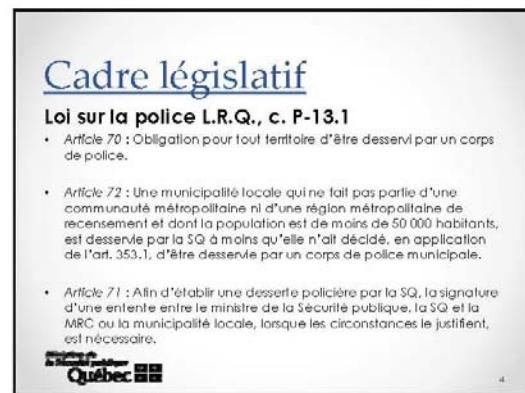 Cadre législatif
Loi sur la police L.R.Q., c. P-13.1
• Article 70 : Obligation pour tout territoire d'être desservi par un corps
de police.
• Article 72 : Une municipalité locale qui ne fait pas partie d'une
communauté métropolitaine ni d'une région métropolitaine de
recensement et dont la population est de moins de 50 000 habitants,
est desservie par la SQ à moins qu'elle n'ait décidé, en application
de l'art. 353.1, d'être desservie par un corps de police municipale.
• Article 71 : Afin d'établir une desserte policière par la SQ, la signature
d'une entente entre le ministre de la Sécurité publique, la SQ et la
MRC ou la municipalité locale, lorsque les circonstances le justifient,
est nécessaire.
Ministère de
la Sécurité publique
Québec
4